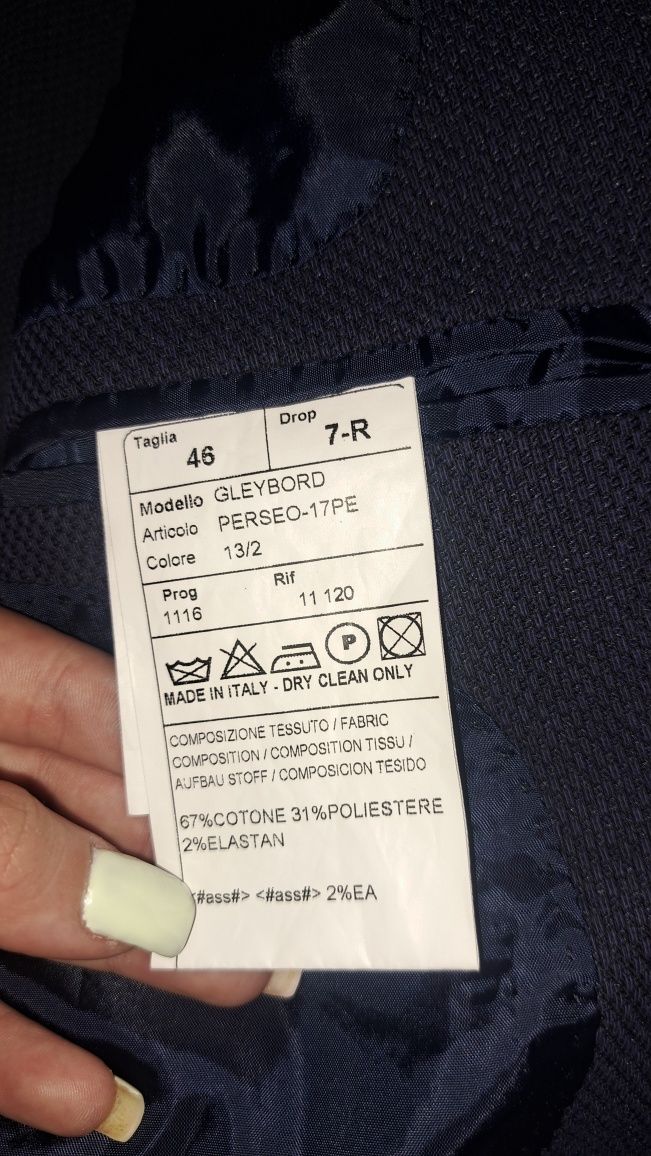 Taglia
46
Drop
7-R
Modello GLEYBORD
Articolo PERSEO-17PE
Colore 13/2
Prog
1116
Rif
11 120
P
MADE IN ITALY - DRY CLEAN ONLY
COMPOSIZIONE TESSUTO / FABRIC
COMPOSITION / COMPOSITION TISSU /
AUFBAU STOFF / COMPOSICION TESIDO
67%COTONE 31%POLIESTERE
2%ELASTAN
<#ass#> <#ass#> 2%EA